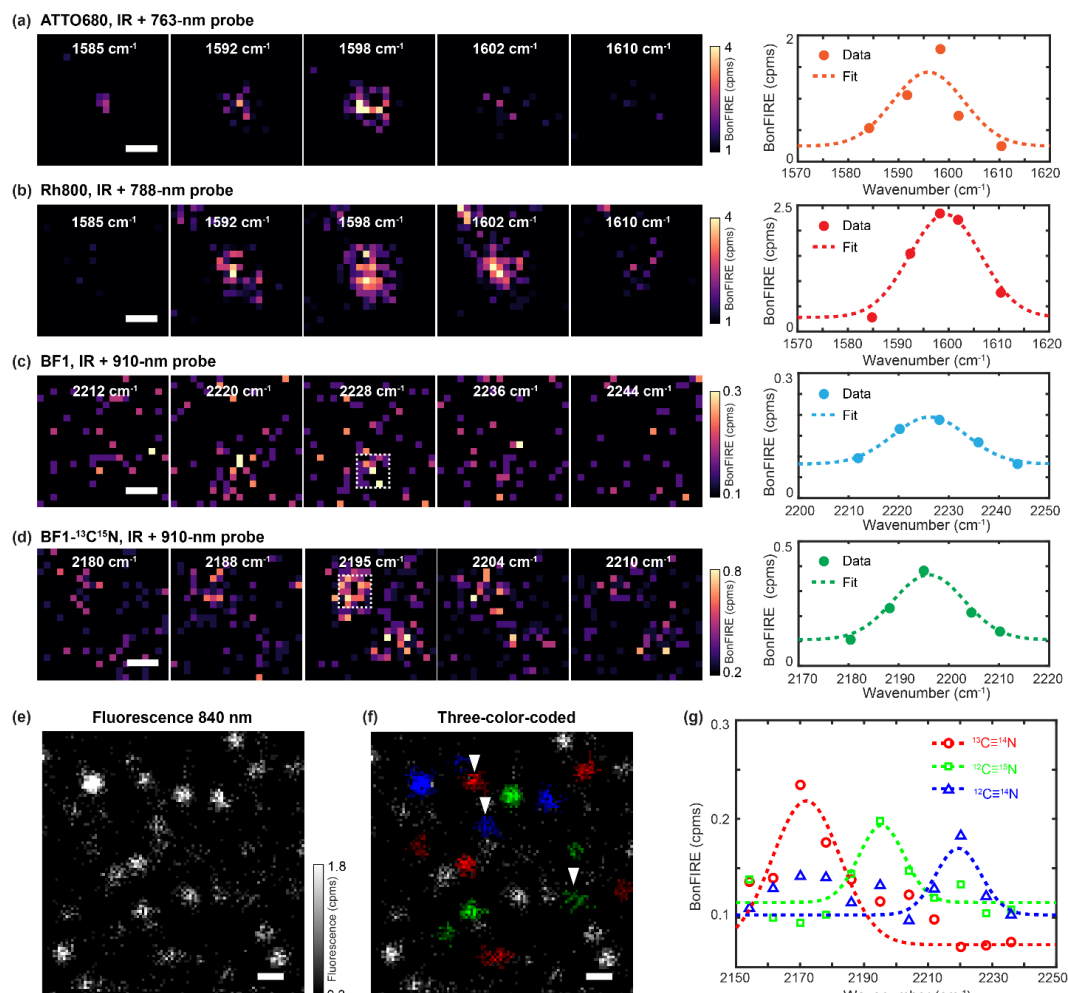 (a) ATTO680, IR + 763-nm probe
1585 cm⁻¹ 1592 cm⁻¹ 1598 cm⁻¹ 1602 cm⁻¹ 1610 cm⁻¹
4
BonFIRE (cpms)
1
2
Data
Fit
BonFIRE (cpms)
0
1570 1580 1590 1600 1610 1620
Wavenumber (cm⁻¹)
(b) Rh800, IR + 788-nm probe
1585 cm⁻¹ 1592 cm⁻¹ 1598 cm⁻¹ 1602 cm⁻¹ 1610 cm⁻¹
4
BonFIRE (cpms)
1
2.5
Data
Fit
BonFIRE (cpms)
0
1570 1580 1590 1600 1610 1620
Wavenumber (cm⁻¹)
(c) BF1, IR + 910-nm probe
2212 cm⁻¹ 2220 cm⁻¹ 2228 cm⁻¹ 2236 cm⁻¹ 2244 cm⁻¹
0.3
BonFIRE (cpms)
0.1
0.3
Data
Fit
BonFIRE (cpms)
0
2200 2210 2220 2230 2240 2250
Wavenumber (cm⁻¹)
(d) BF1-¹³C¹⁵N, IR + 910-nm probe
2180 cm⁻¹ 2188 cm⁻¹ 2195 cm⁻¹ 2204 cm⁻¹ 2210 cm⁻¹
0.8
BonFIRE (cpms)
0.2
0.5
Data
Fit
BonFIRE (cpms)
0
2170 2180 2190 2200 2210 2220
Wavenumber (cm⁻¹)
(e) Fluorescence 840 nm
1.8
Fluorescence (cpms)
(f) Three-color-coded
(g)
0.3
0.2
0.1
BonFIRE (cpms)
¹³C≡¹⁴N
¹²C≡¹⁵N
¹²C≡¹⁴N
2150 2170 2190 2210 2230 2250